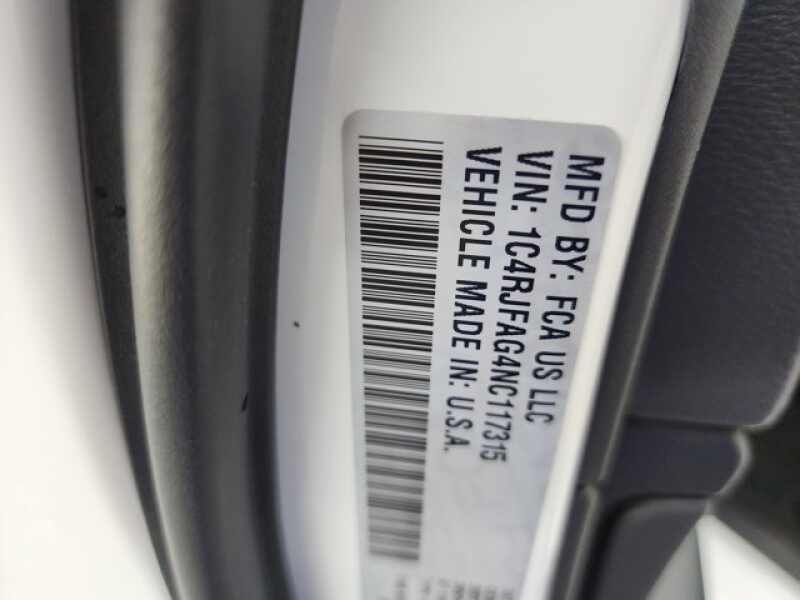 MFD BY: FCA US LLC
VIN: 1C4RJFAG4NC117315
VEHICLE MADE IN: U.S.A.